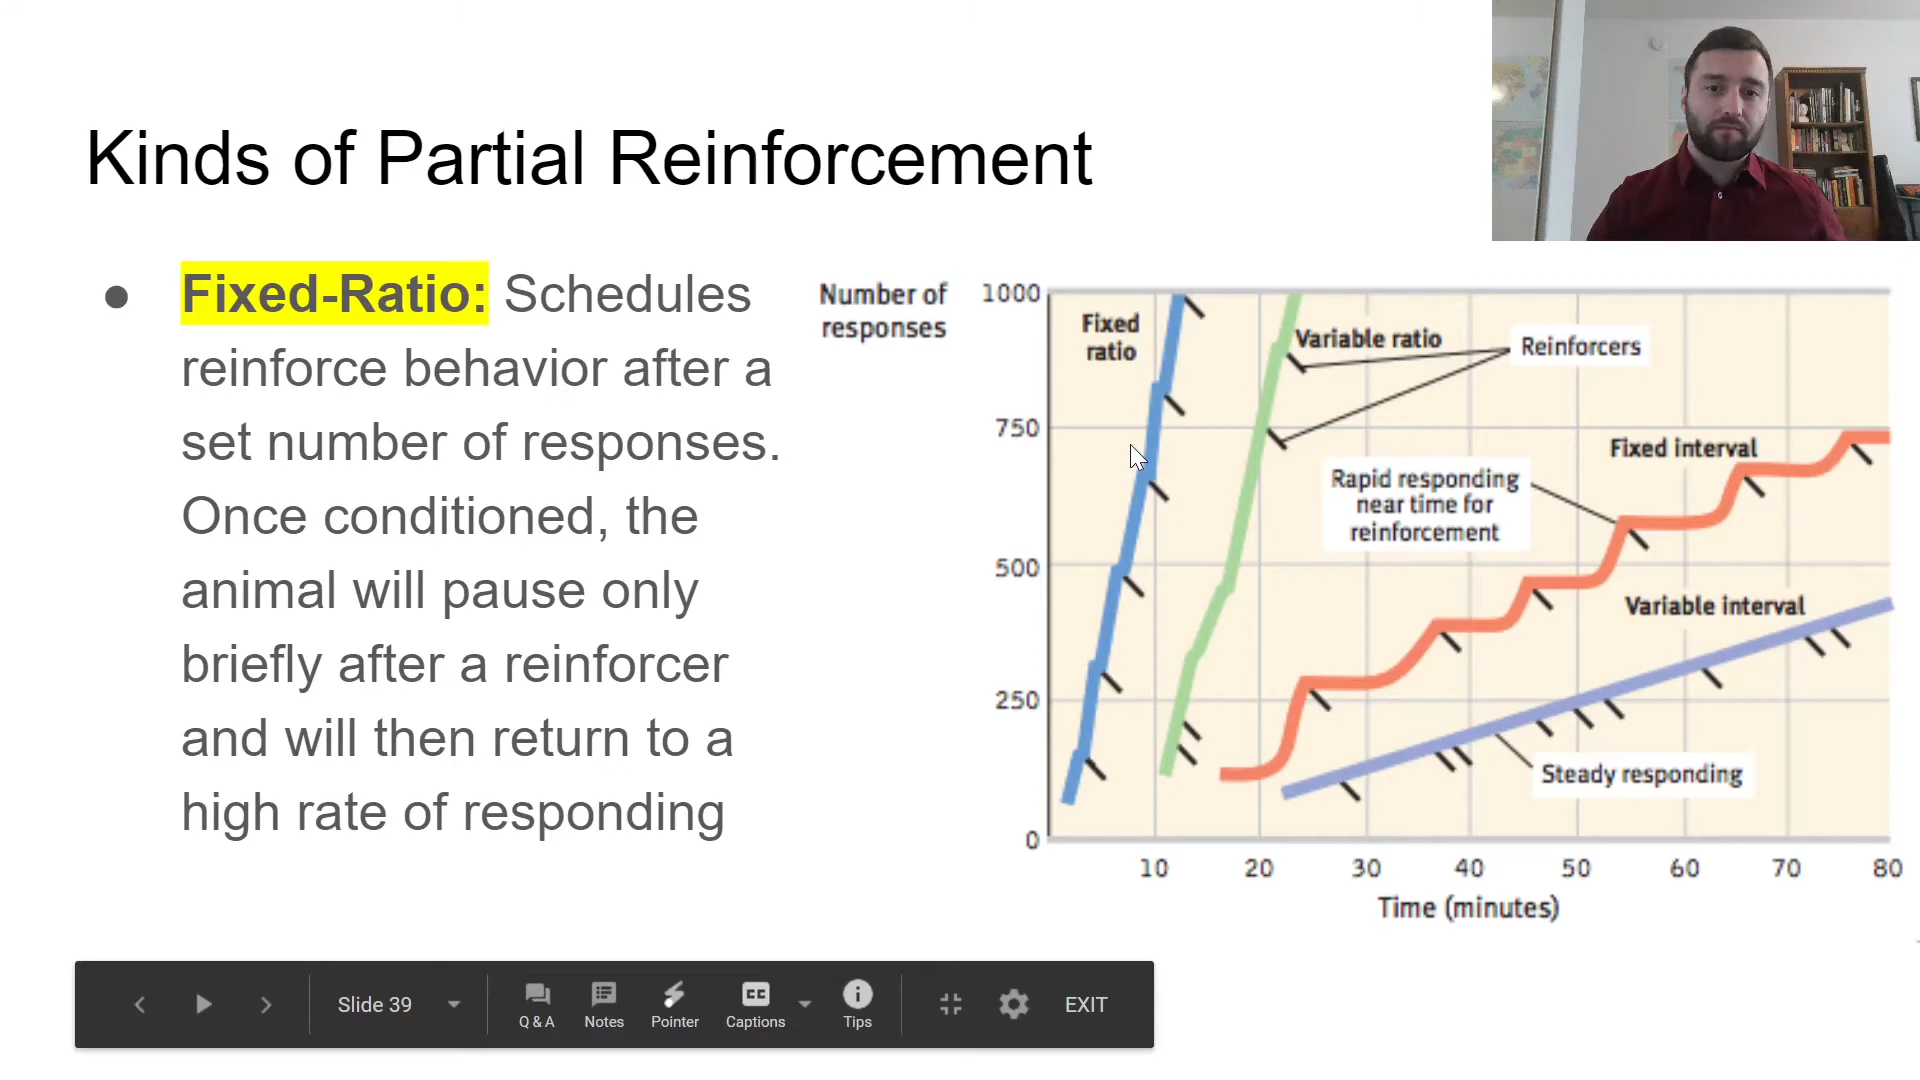 Kinds of Partial Reinforcement
● Fixed-Ratio: Schedules
reinforce behavior after a
set number of responses.
Once conditioned, the
animal will pause only
briefly after a reinforcer
and will then return to a
high rate of responding
Number of
responses
1000
750
500
250
0
Fixed
ratio
Variable ratio
Reinforcers
Rapid responding
near time for
reinforcement
Fixed interval
Variable interval
Steady responding
10 20 30 40 50 60 70 80
Time (minutes)
Slide 39
Q & A
Notes
Pointer
CC
Captions
Tips
EXIT